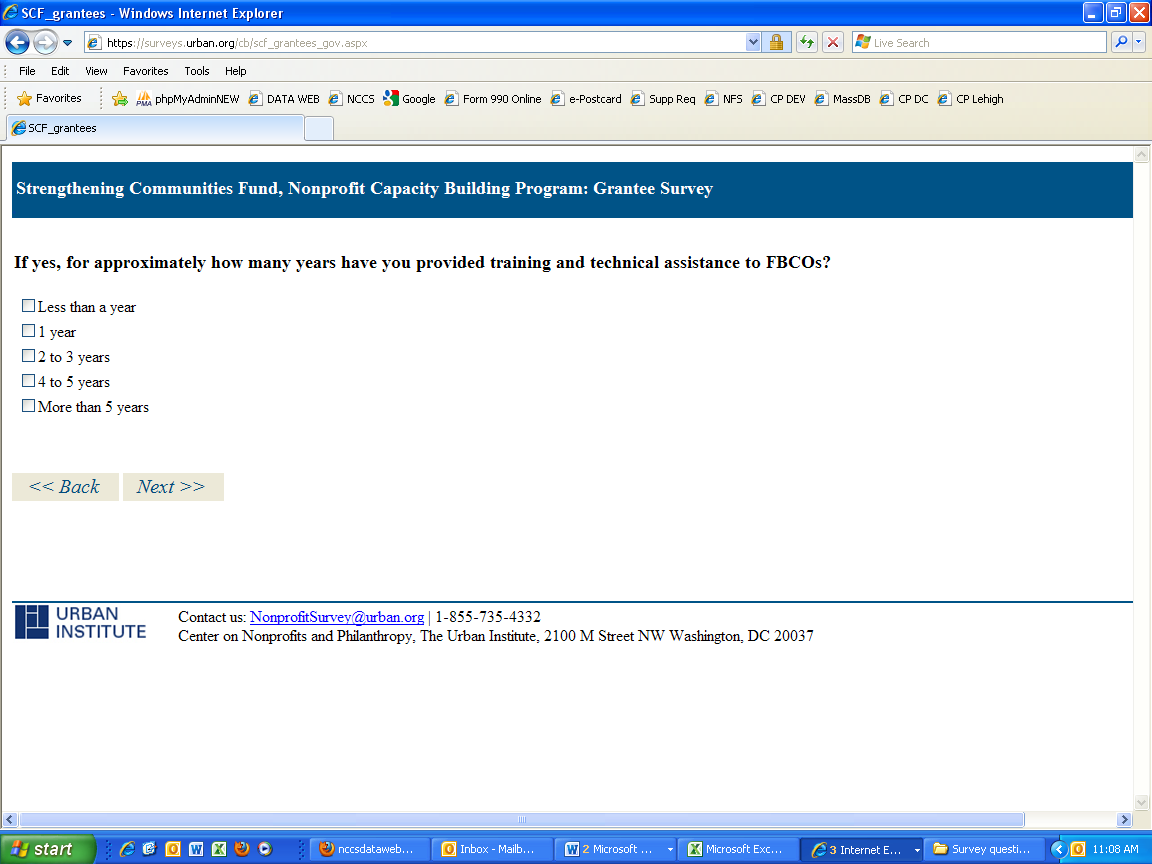 SCF_grantees - Windows Internet Explorer
https://surveys.urban.org/cb/scf_grantees_gov.aspx
Live Search
File Edit View Favorites Tools Help
Favorites phpMyAdminNEW DATA WEB NCCS Google Form 990 Online e-Postcard Supp Req NFS CP DEV MassDB CP DC CP Lehigh
SCF_grantees
Strengthening Communities Fund, Nonprofit Capacity Building Program: Grantee Survey
If yes, for approximately how many years have you provided training and technical assistance to FBCOs?
Less than a year
1 year
2 to 3 years
4 to 5 years
More than 5 years
<< Back Next >>
URBAN INSTITUTE
Contact us: NonprofitSurvey@urban.org | 1-855-735-4332
Center on Nonprofits and Philanthropy, The Urban Institute, 2100 M Street NW Washington, DC 20037
start nccsdataweb... Inbox - Mailb... 2 Microsoft ... Microsoft Exc... 3 Internet E... Survey questi... 11:08 AM